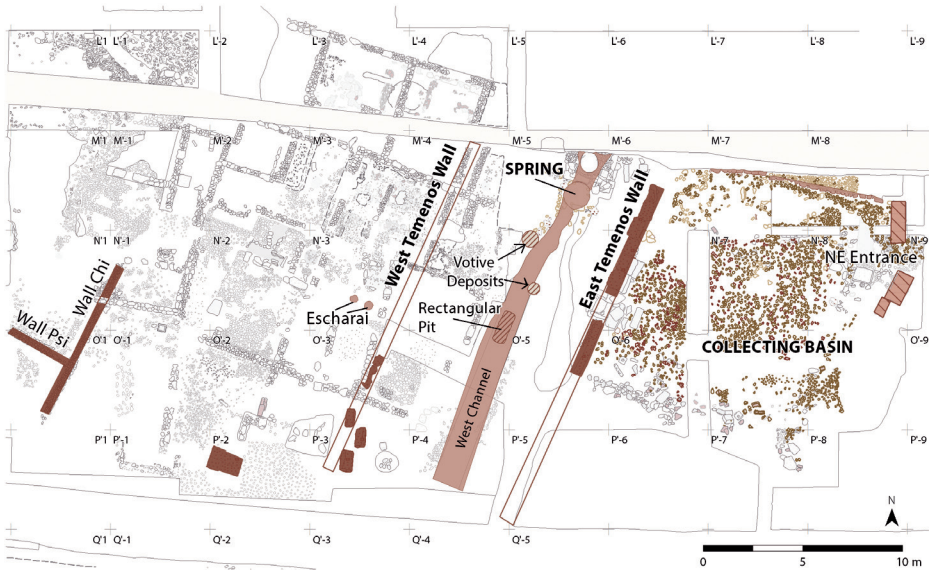 L'1 L'-1 L'-2 L'-3 L'-4 L'-5 L'-6 L'-7 L'-8 L'-9
M'1 M'-1 M'-2 M'-3 M'-4 M'-5 M'-6 M'-7 M'-8 M'-9
SPRING
West Temenos Wall
East Temenos Wall
N'1 N'-1 N'-2 N'-3 N'-7 N'-8 N'-9
NE Entrance
Votive
Deposits
Wall Chi
Escharai
Rectangular
Pit
Wall Psi
O'1 O'-1 O'-2 O'-3 O'-5 O'-6 O'-9
COLLECTING BASIN
West Channel
P'1 P'-1 P'-2 P'-3 P'-4 P'-5 P'-6 P'-7 P'-8 P'-9
N
Q'1 Q'-1 Q'-2 Q'-3 Q'-4 Q'-5
0 5 10 m